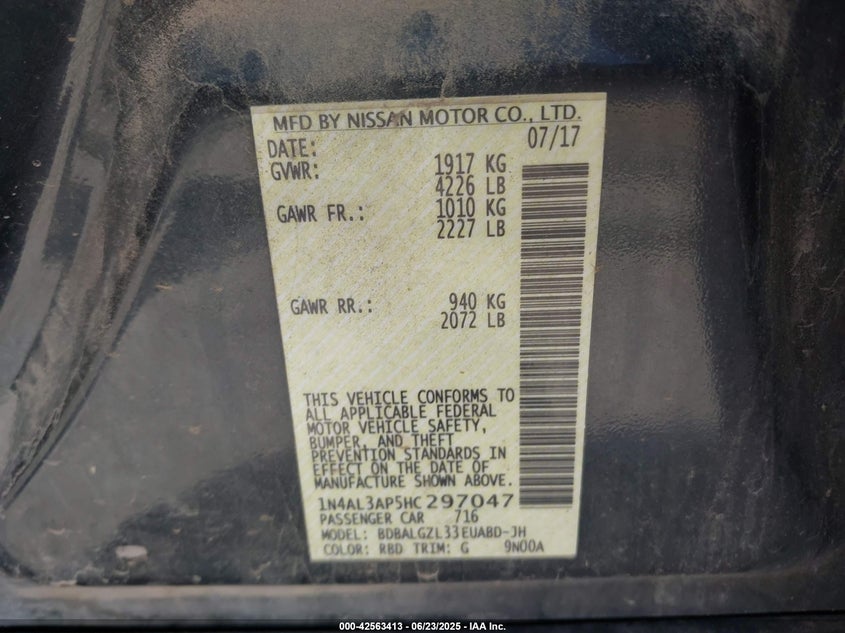 MFD BY NISSAN MOTOR CO., LTD.
DATE: 07/17
GVWR: 1917 KG
4226 LB
GAWR FR.: 1010 KG
2227 LB
GAWR RR.: 940 KG
2072 LB
THIS VEHICLE CONFORMS TO
ALL APPLICABLE FEDERAL
MOTOR VEHICLE SAFETY,
BUMPER, AND THEFT
PREVENTION STANDARDS IN
EFFECT ON THE DATE OF
MANUFACTURE SHOWN ABOVE.
1N4AL3AP5HC297047
PASSENGER CAR 716
MODEL: BDBALGZL33EUABD-JH
COLOR: RBD TRIM: G 9N00A
000-42563413 - 06/23/2025 - IAA Inc.